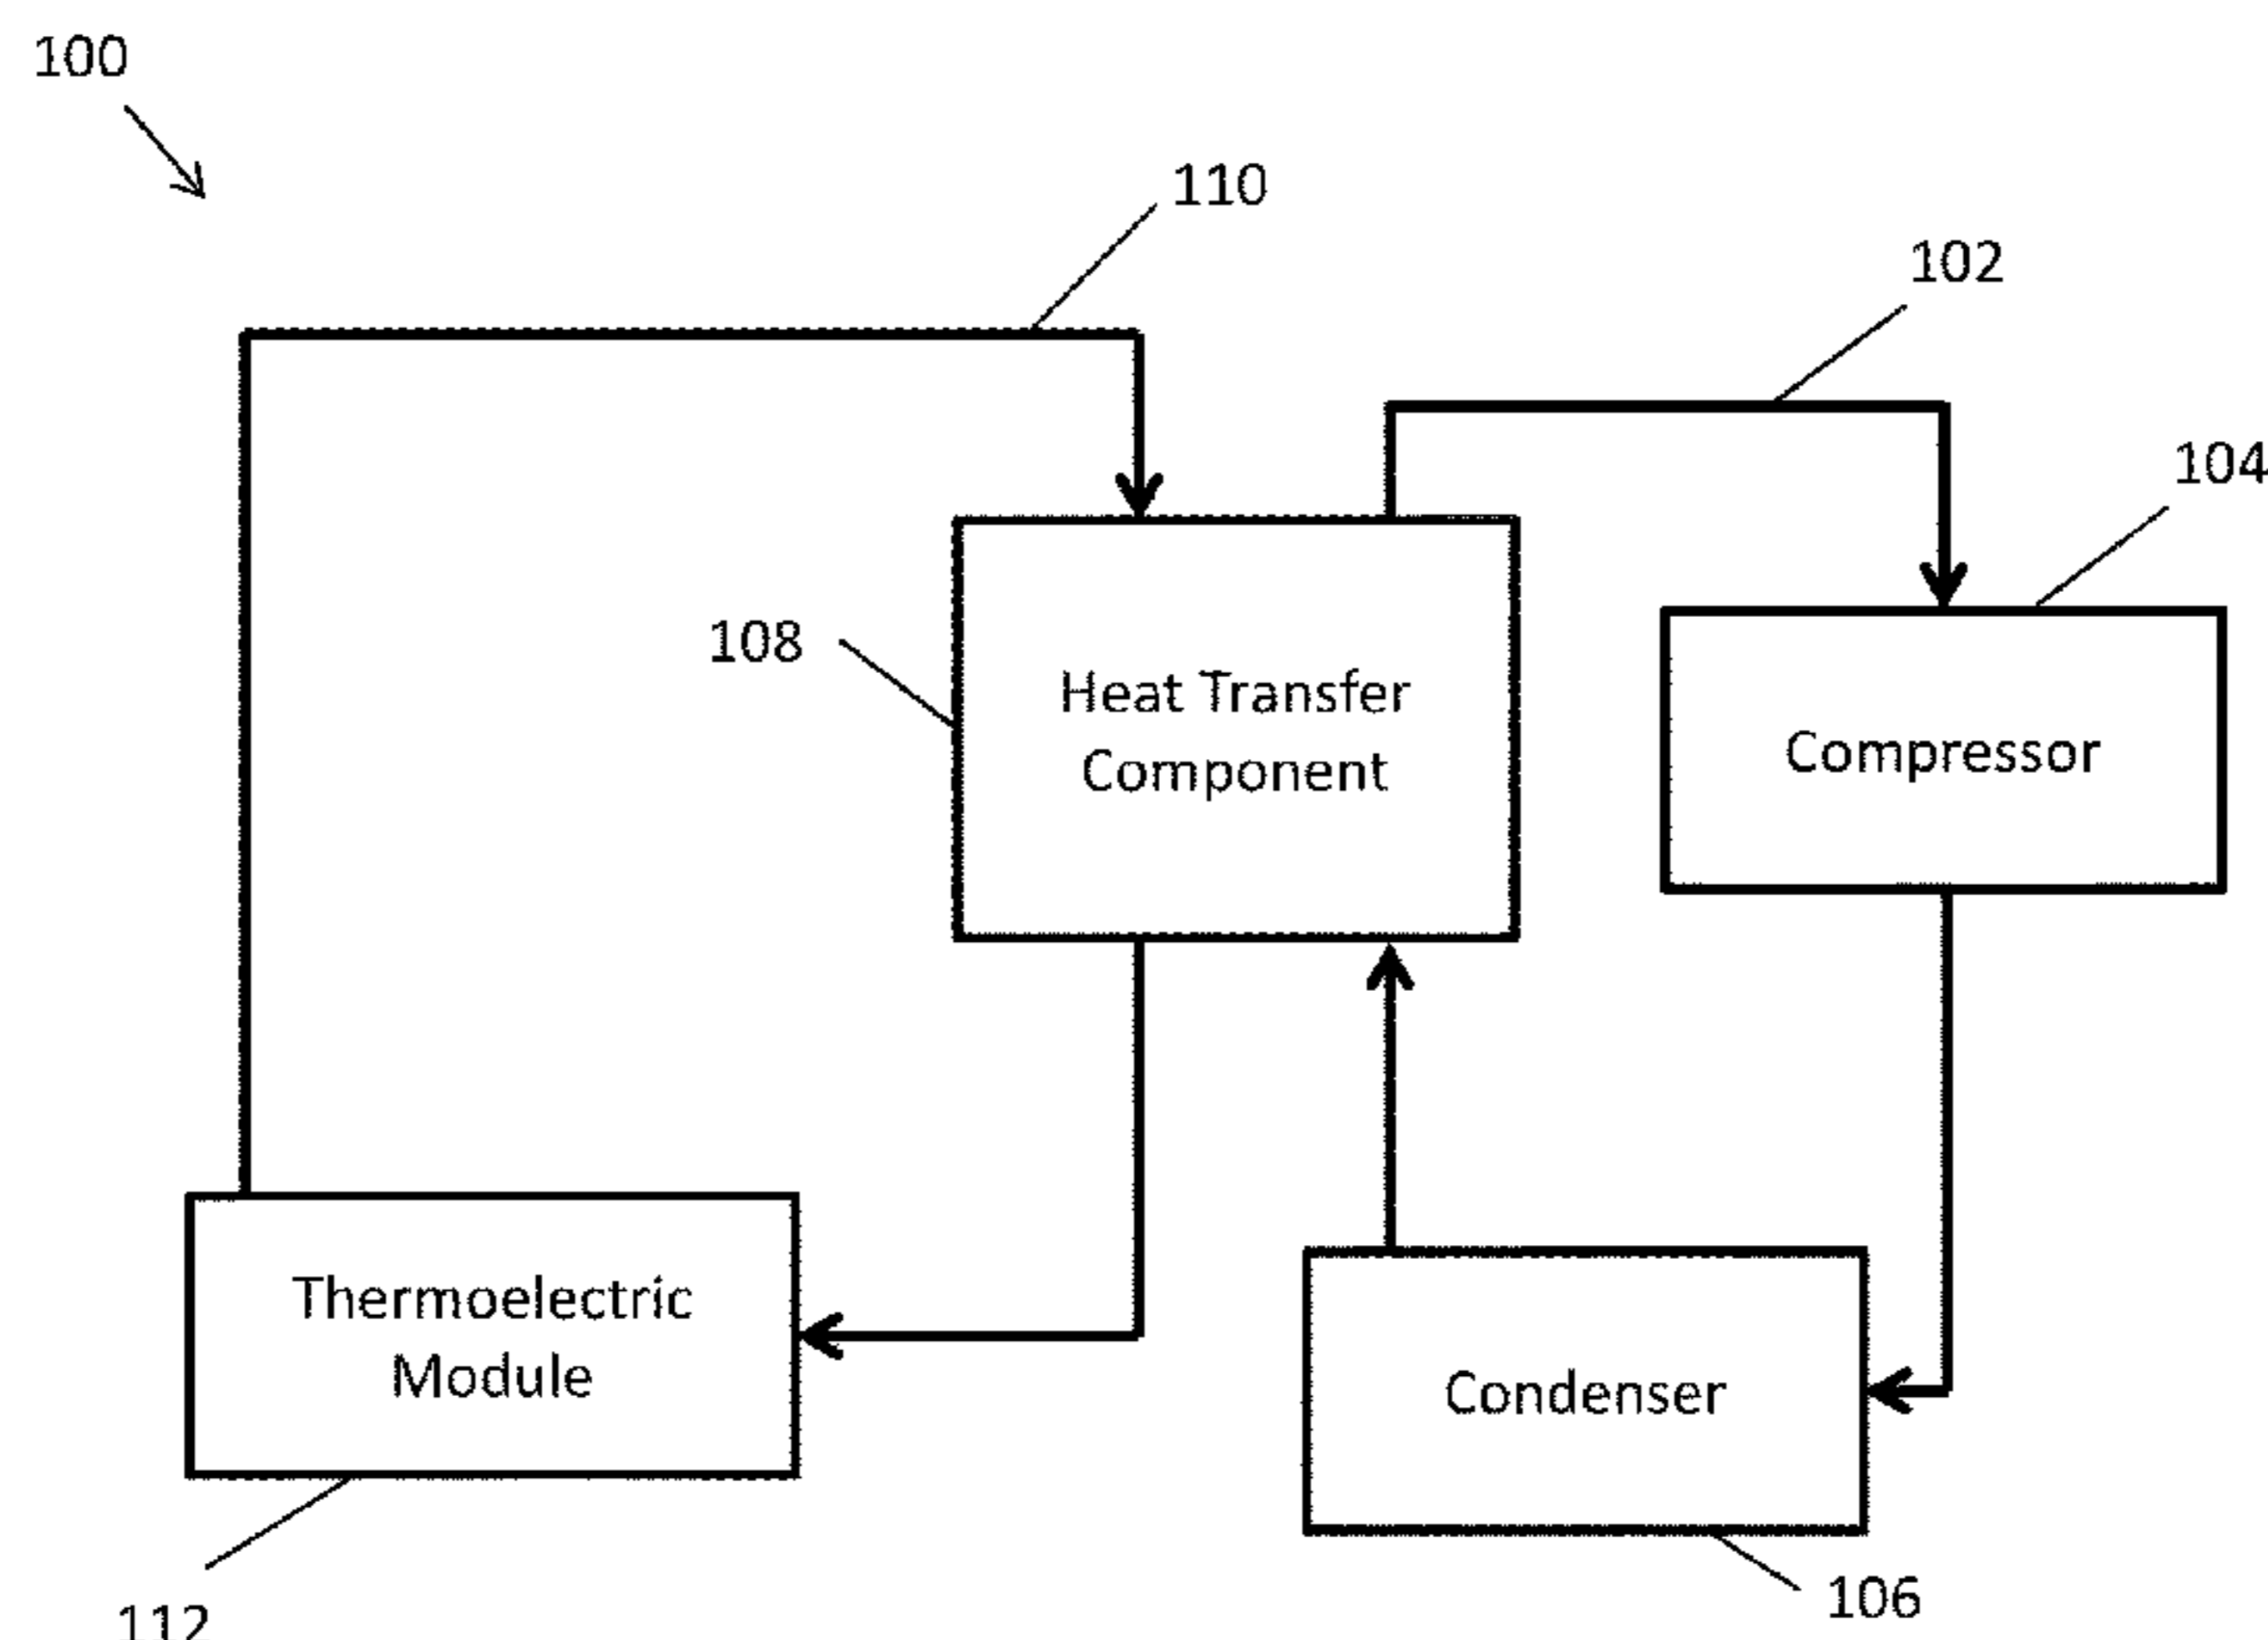 100
110
102
104
108
Heat Transfer
Component
Compressor
Thermoelectric
Module
Condenser
106
112